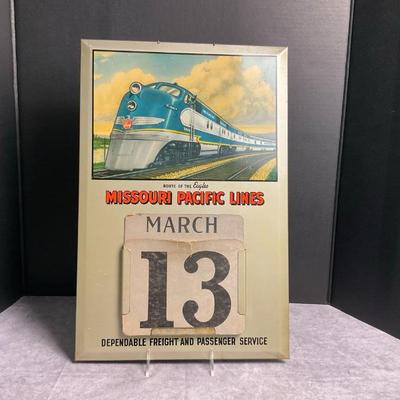 ROUTE OF THE Eagles
MISSOURI PACIFIC LINES
MARCH
13
DEPENDABLE FREIGHT AND PASSENGER SERVICE